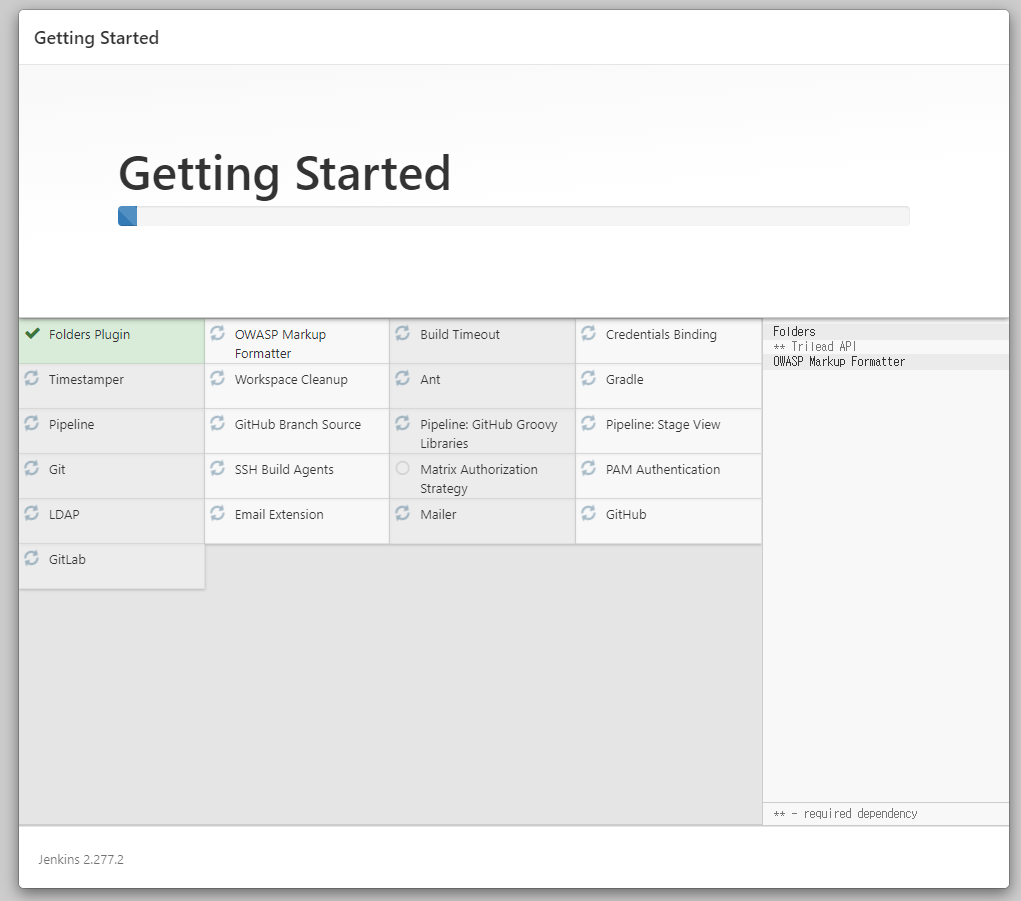 Getting Started
Getting Started
Folders Plugin
OWASP Markup
Formatter
Build Timeout
Credentials Binding
Timestamper
Workspace Cleanup
Ant
Gradle
Pipeline
GitHub Branch Source
Pipeline: GitHub Groovy
Libraries
Pipeline: Stage View
Git
SSH Build Agents
Matrix Authorization
Strategy
PAM Authentication
LDAP
Email Extension
Mailer
GitHub
GitLab
Folders
** Trilead API
OWASP Markup Formatter
** - required dependency
Jenkins 2.277.2